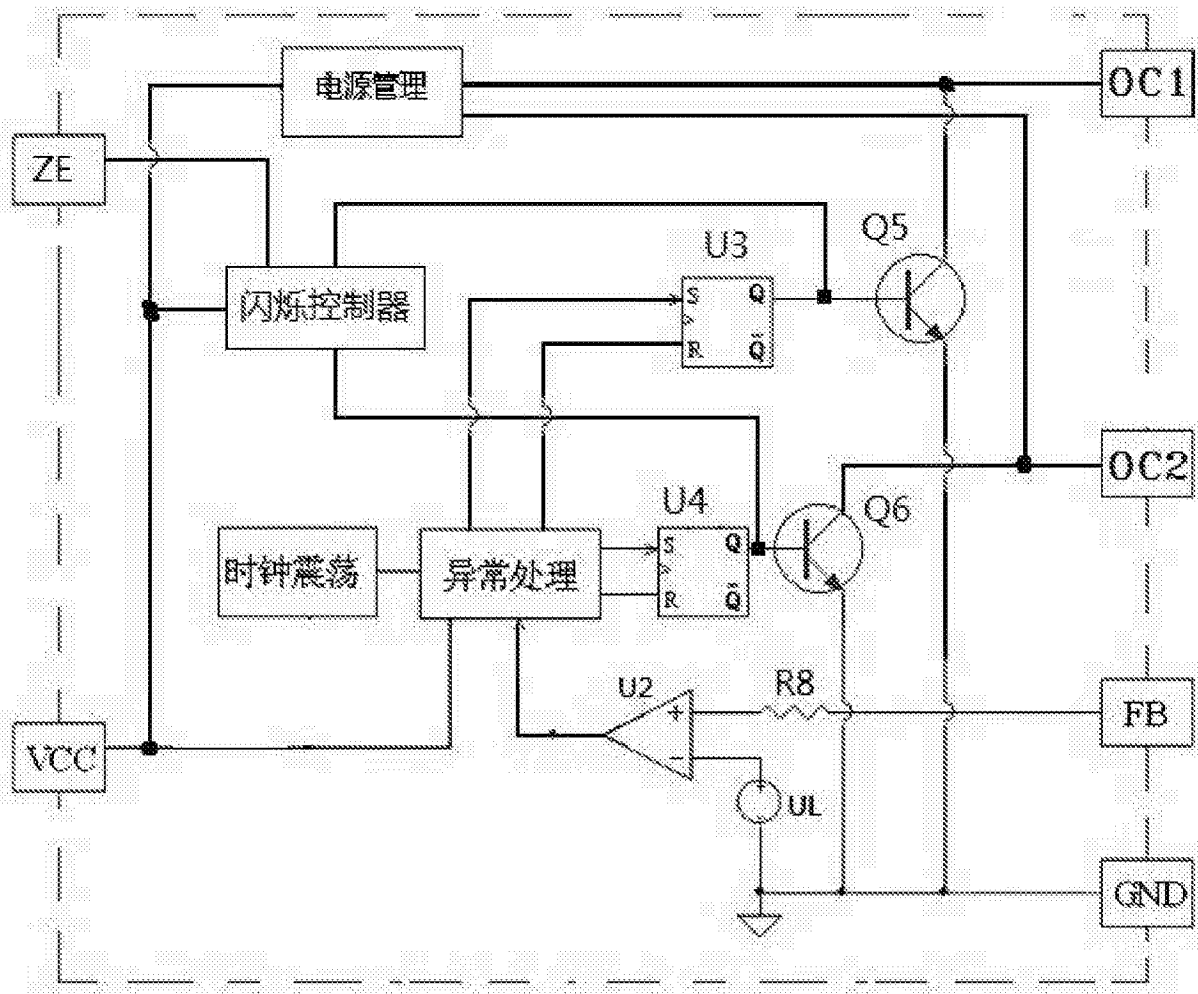 电源管理
OC1
ZE
Q5
U3
闪烁控制器
S
Q
R
Q̄
OC2
U4
Q6
时钟震荡
异常处理
S
Q
R
Q̄
U2
R8
FB
+
VCC
−
+
UL
GND